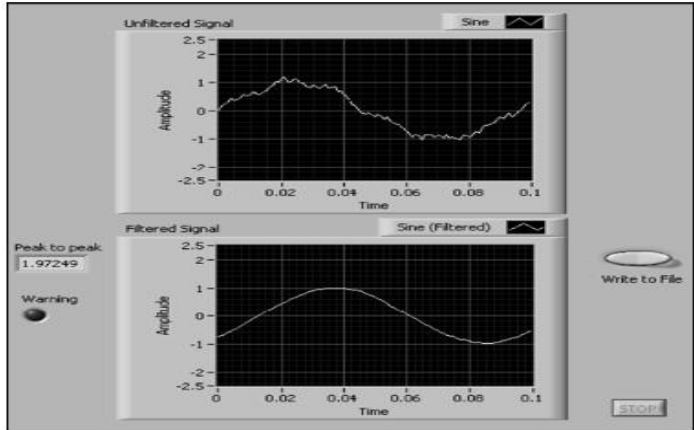 Unfiltered Signal
Sine
2.5
2
1
0
-1
-2
-2.5
Amplitude
0 0.02 0.04 0.06 0.08 0.1
Time
Filtered Signal
Sine (Filtered)
2.5
2
1
0
-1
-2
-2.5
Amplitude
0 0.02 0.04 0.06 0.08 0.1
Time
Peak to peak
1.97249
Warning
Write to File
STOP